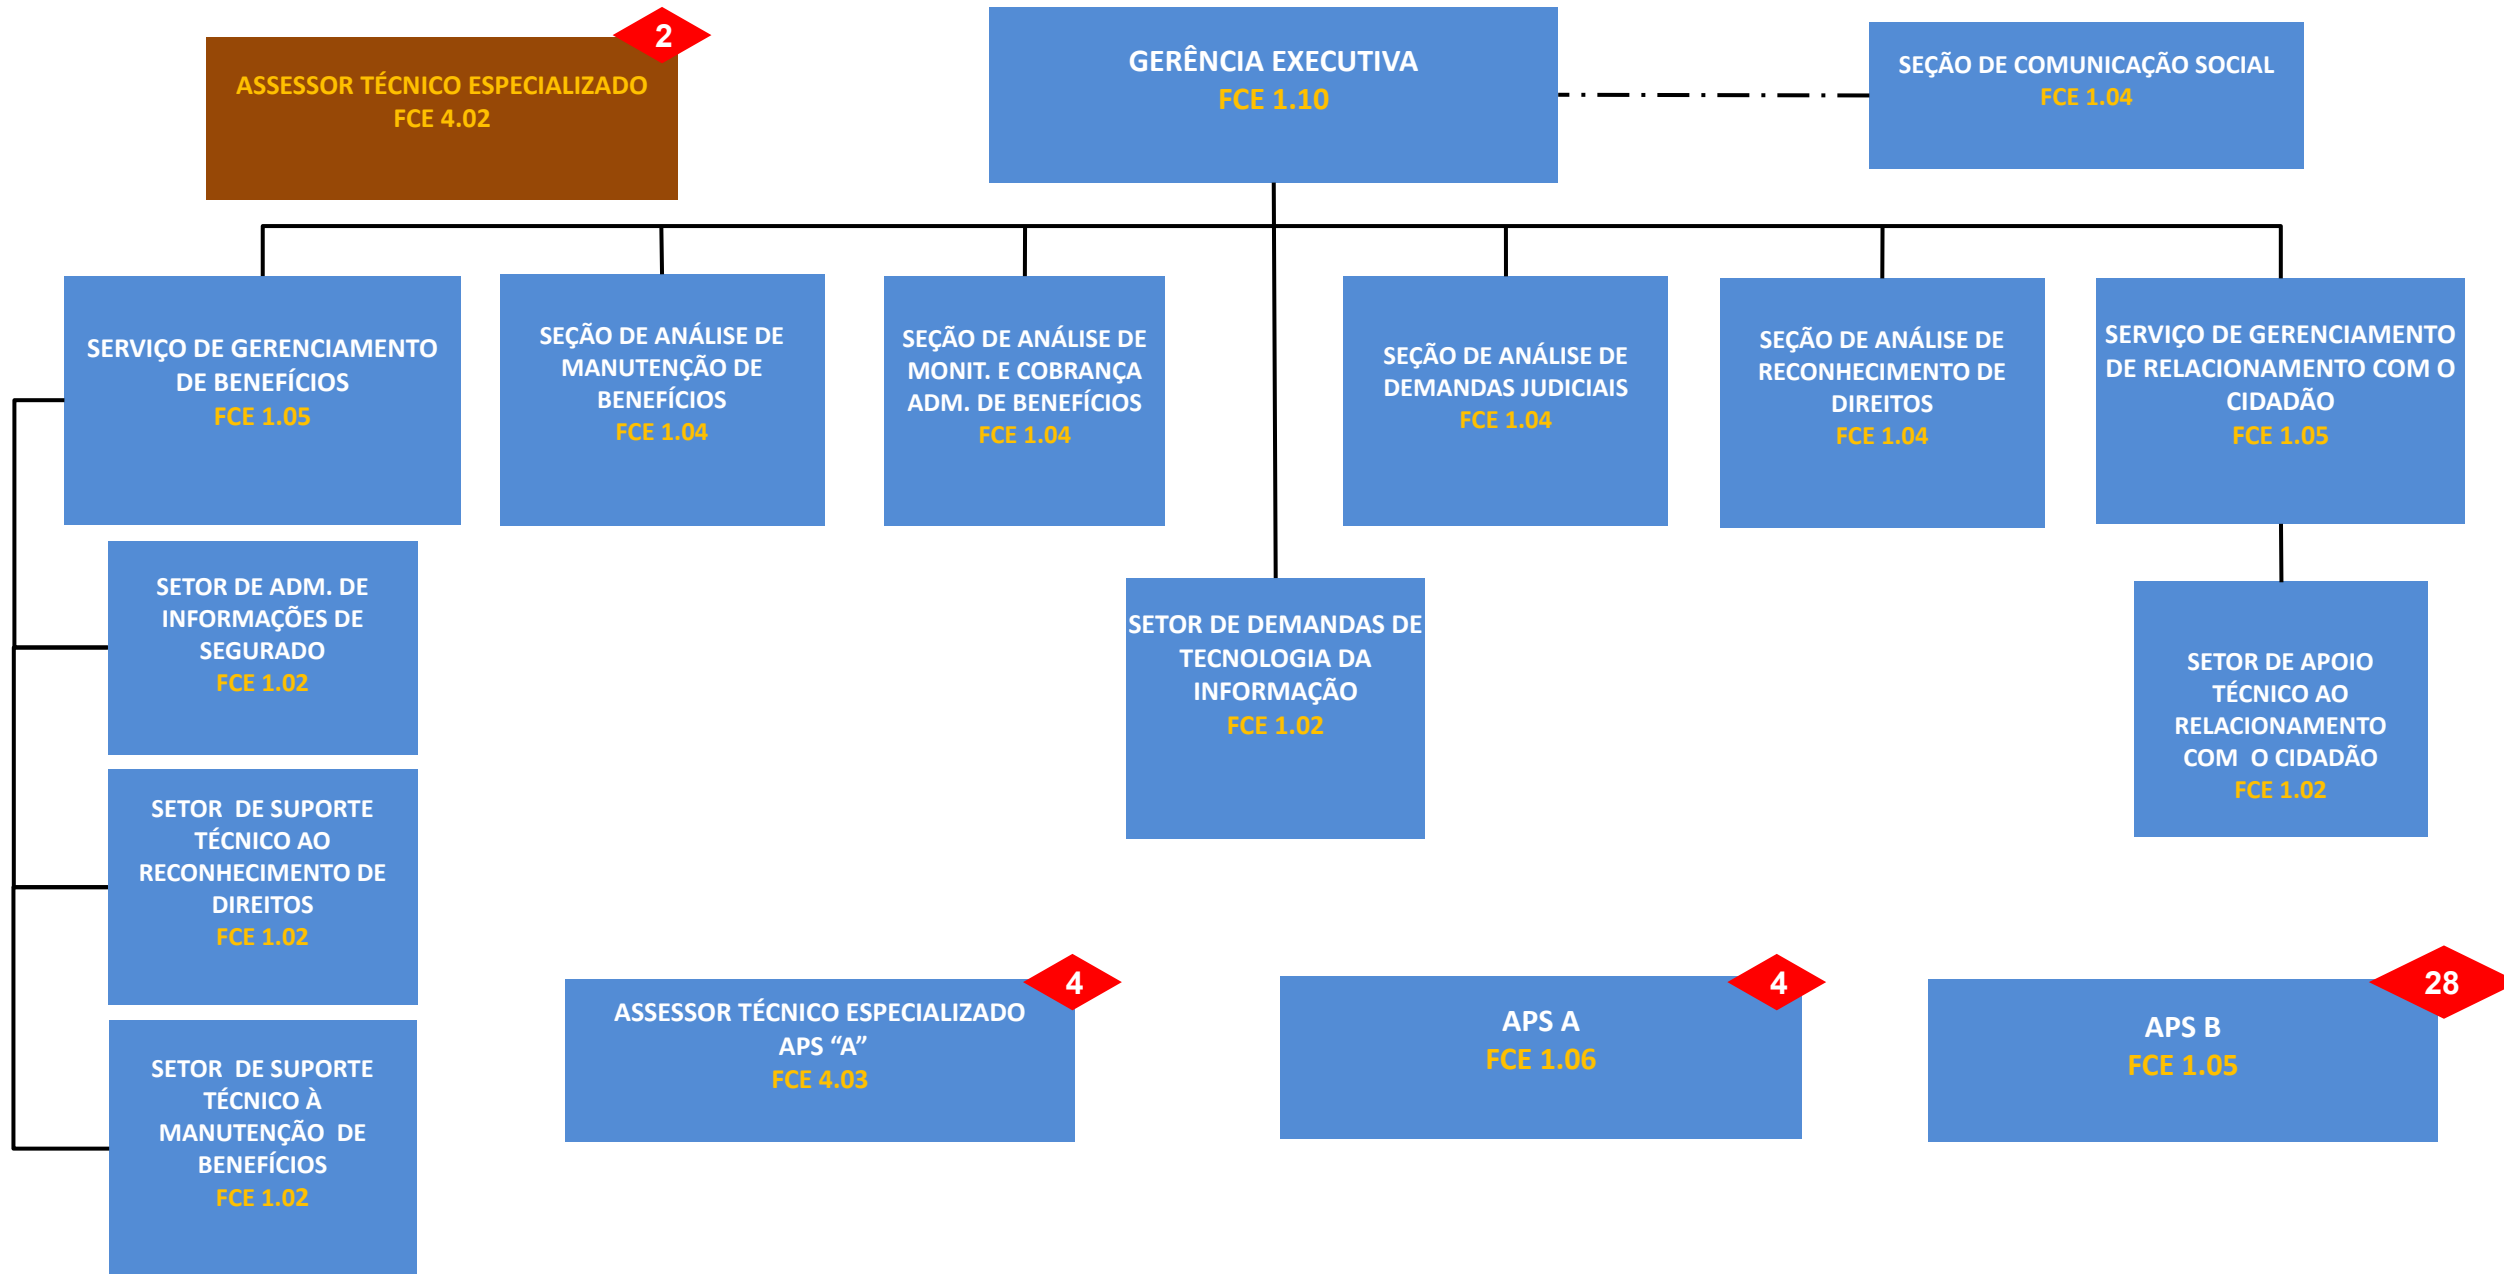 2
ASSESSOR TÉCNICO ESPECIALIZADO
FCE 4.02
GERÊNCIA EXECUTIVA
FCE 1.10
SEÇÃO DE COMUNICAÇÃO SOCIAL
FCE 1.04
SERVIÇO DE GERENCIAMENTO
DE BENEFÍCIOS
FCE 1.05
SEÇÃO DE ANÁLISE DE
MANUTENÇÃO DE
BENEFÍCIOS
FCE 1.04
SEÇÃO DE ANÁLISE DE
MONIT. E COBRANÇA
ADM. DE BENEFÍCIOS
FCE 1.04
SEÇÃO DE ANÁLISE DE
DEMANDAS JUDICIAIS
FCE 1.04
SEÇÃO DE ANÁLISE DE
RECONHECIMENTO DE
DIREITOS
FCE 1.04
SERVIÇO DE GERENCIAMENTO
DE RELACIONAMENTO COM O
CIDADÃO
FCE 1.05
SETOR DE ADM. DE
INFORMAÇÕES DE
SEGURADO
FCE 1.02
SETOR DE DEMANDAS DE
TECNOLOGIA DA
INFORMAÇÃO
FCE 1.02
SETOR DE APOIO
TÉCNICO AO
RELACIONAMENTO
COM  O CIDADÃO
FCE 1.02
SETOR  DE SUPORTE
TÉCNICO AO
RECONHECIMENTO DE
DIREITOS
FCE 1.02
SETOR  DE SUPORTE
TÉCNICO À
MANUTENÇÃO  DE
BENEFÍCIOS
FCE 1.02
4
ASSESSOR TÉCNICO ESPECIALIZADO
APS “A”
FCE 4.03
4
APS A
FCE 1.06
28
APS B
FCE 1.05